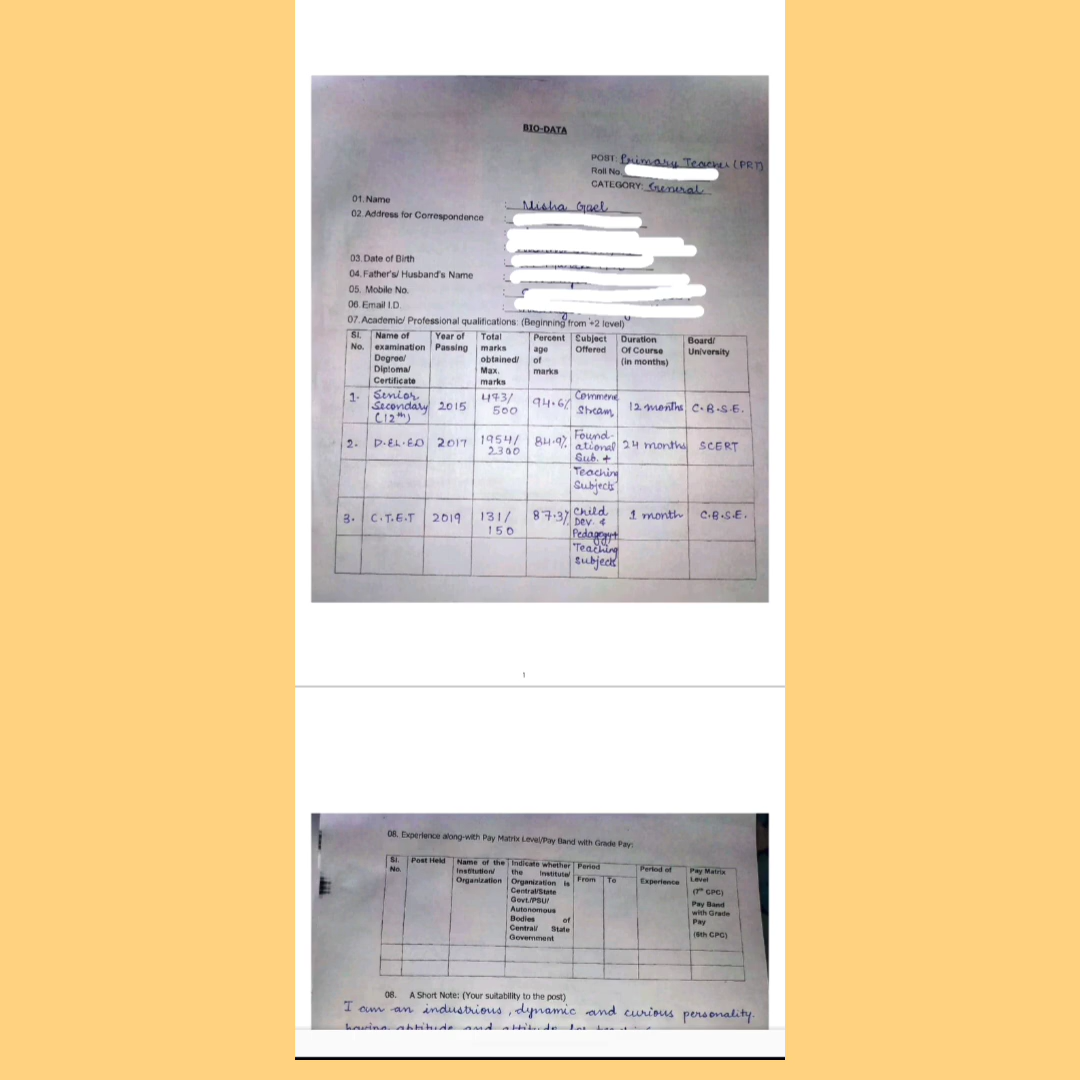 BIO-DATA
POST: Primary Teacher (PRT)
Roll No.
CATEGORY: General
01. Name : Nisha Goel
02. Address for Correspondence :
03. Date of Birth :
04. Father's/ Husband's Name :
05. Mobile No. :
06. Email I.D. :
07. Academic/ Professional qualifications: (Beginning from +2 level)
Sl. No. Name of examination Degree/ Diploma/ Certificate Year of Passing Total marks obtained/ Max. marks Percent age of marks Subject Offered Duration Of Course (in months) Board/ University
1. Senior Secondary (12th) 2015 473/ 500 94.6% Commerce Stream 12 months C.B.S.E.
2. D.EL.ED 2017 1954/ 2300 84.9% Found- ational Sub. + Teaching Subjects 24 months SCERT
3. C.T.E.T 2019 131/ 150 87.3% Child Dev. & Pedagogy+ Teaching subjects 1 month C.B.S.E.
1
08. Experience along-with Pay Matrix Level/Pay Band with Grade Pay:
Sl. No. Post Held Name of the Institution/ Organization Indicate whether the Institute/ Organization is Central/State Govt./PSU/ Autonomous Bodies of Central/ State Government Period From To Period of Experience Pay Matrix Level (7th CPC) Pay Band with Grade Pay (6th CPC)
08. A Short Note: (Your suitability to the post)
I am an industrious, dynamic and curious personality.
having aptitude and attitude for